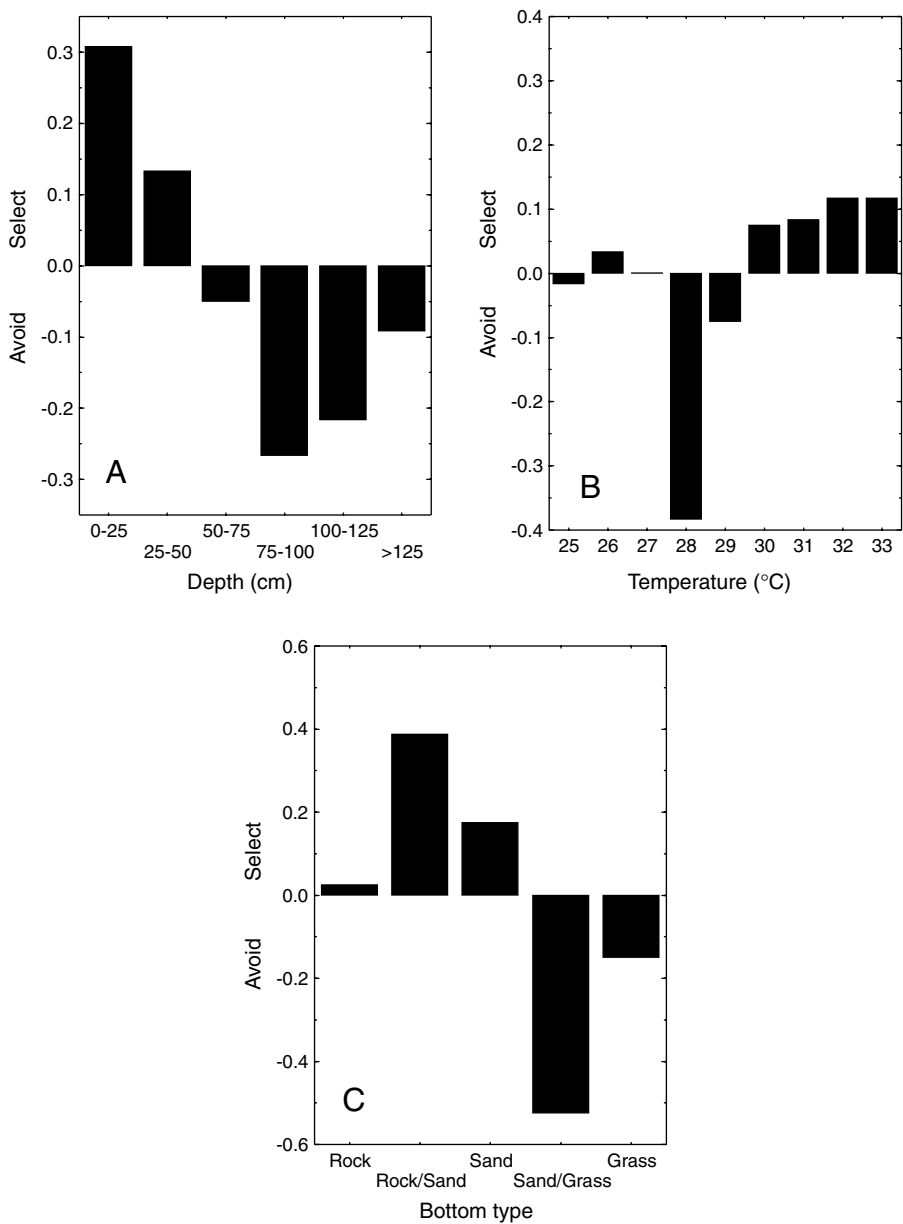 0.3
0.2
0.1
0.0
-0.1
-0.2
-0.3
Select
Avoid
A
0-25 50-75 100-125
25-50 75-100 >125
Depth (cm)
0.4
0.3
0.2
0.1
0.0
-0.1
-0.2
-0.3
-0.4
Select
Avoid
B
25 26 27 28 29 30 31 32 33
Temperature (°C)
0.6
0.4
0.2
0.0
-0.2
-0.4
-0.6
Select
Avoid
C
Rock Sand Grass
Rock/Sand Sand/Grass
Bottom type